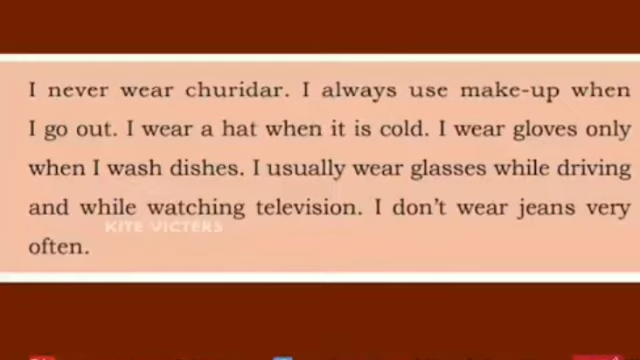 I never wear churidar. I always use make-up when
I go out. I wear a hat when it is cold. I wear gloves only
when I wash dishes. I usually wear glasses while driving
and while watching television. I don't wear jeans very
KITE VICTERS
often.